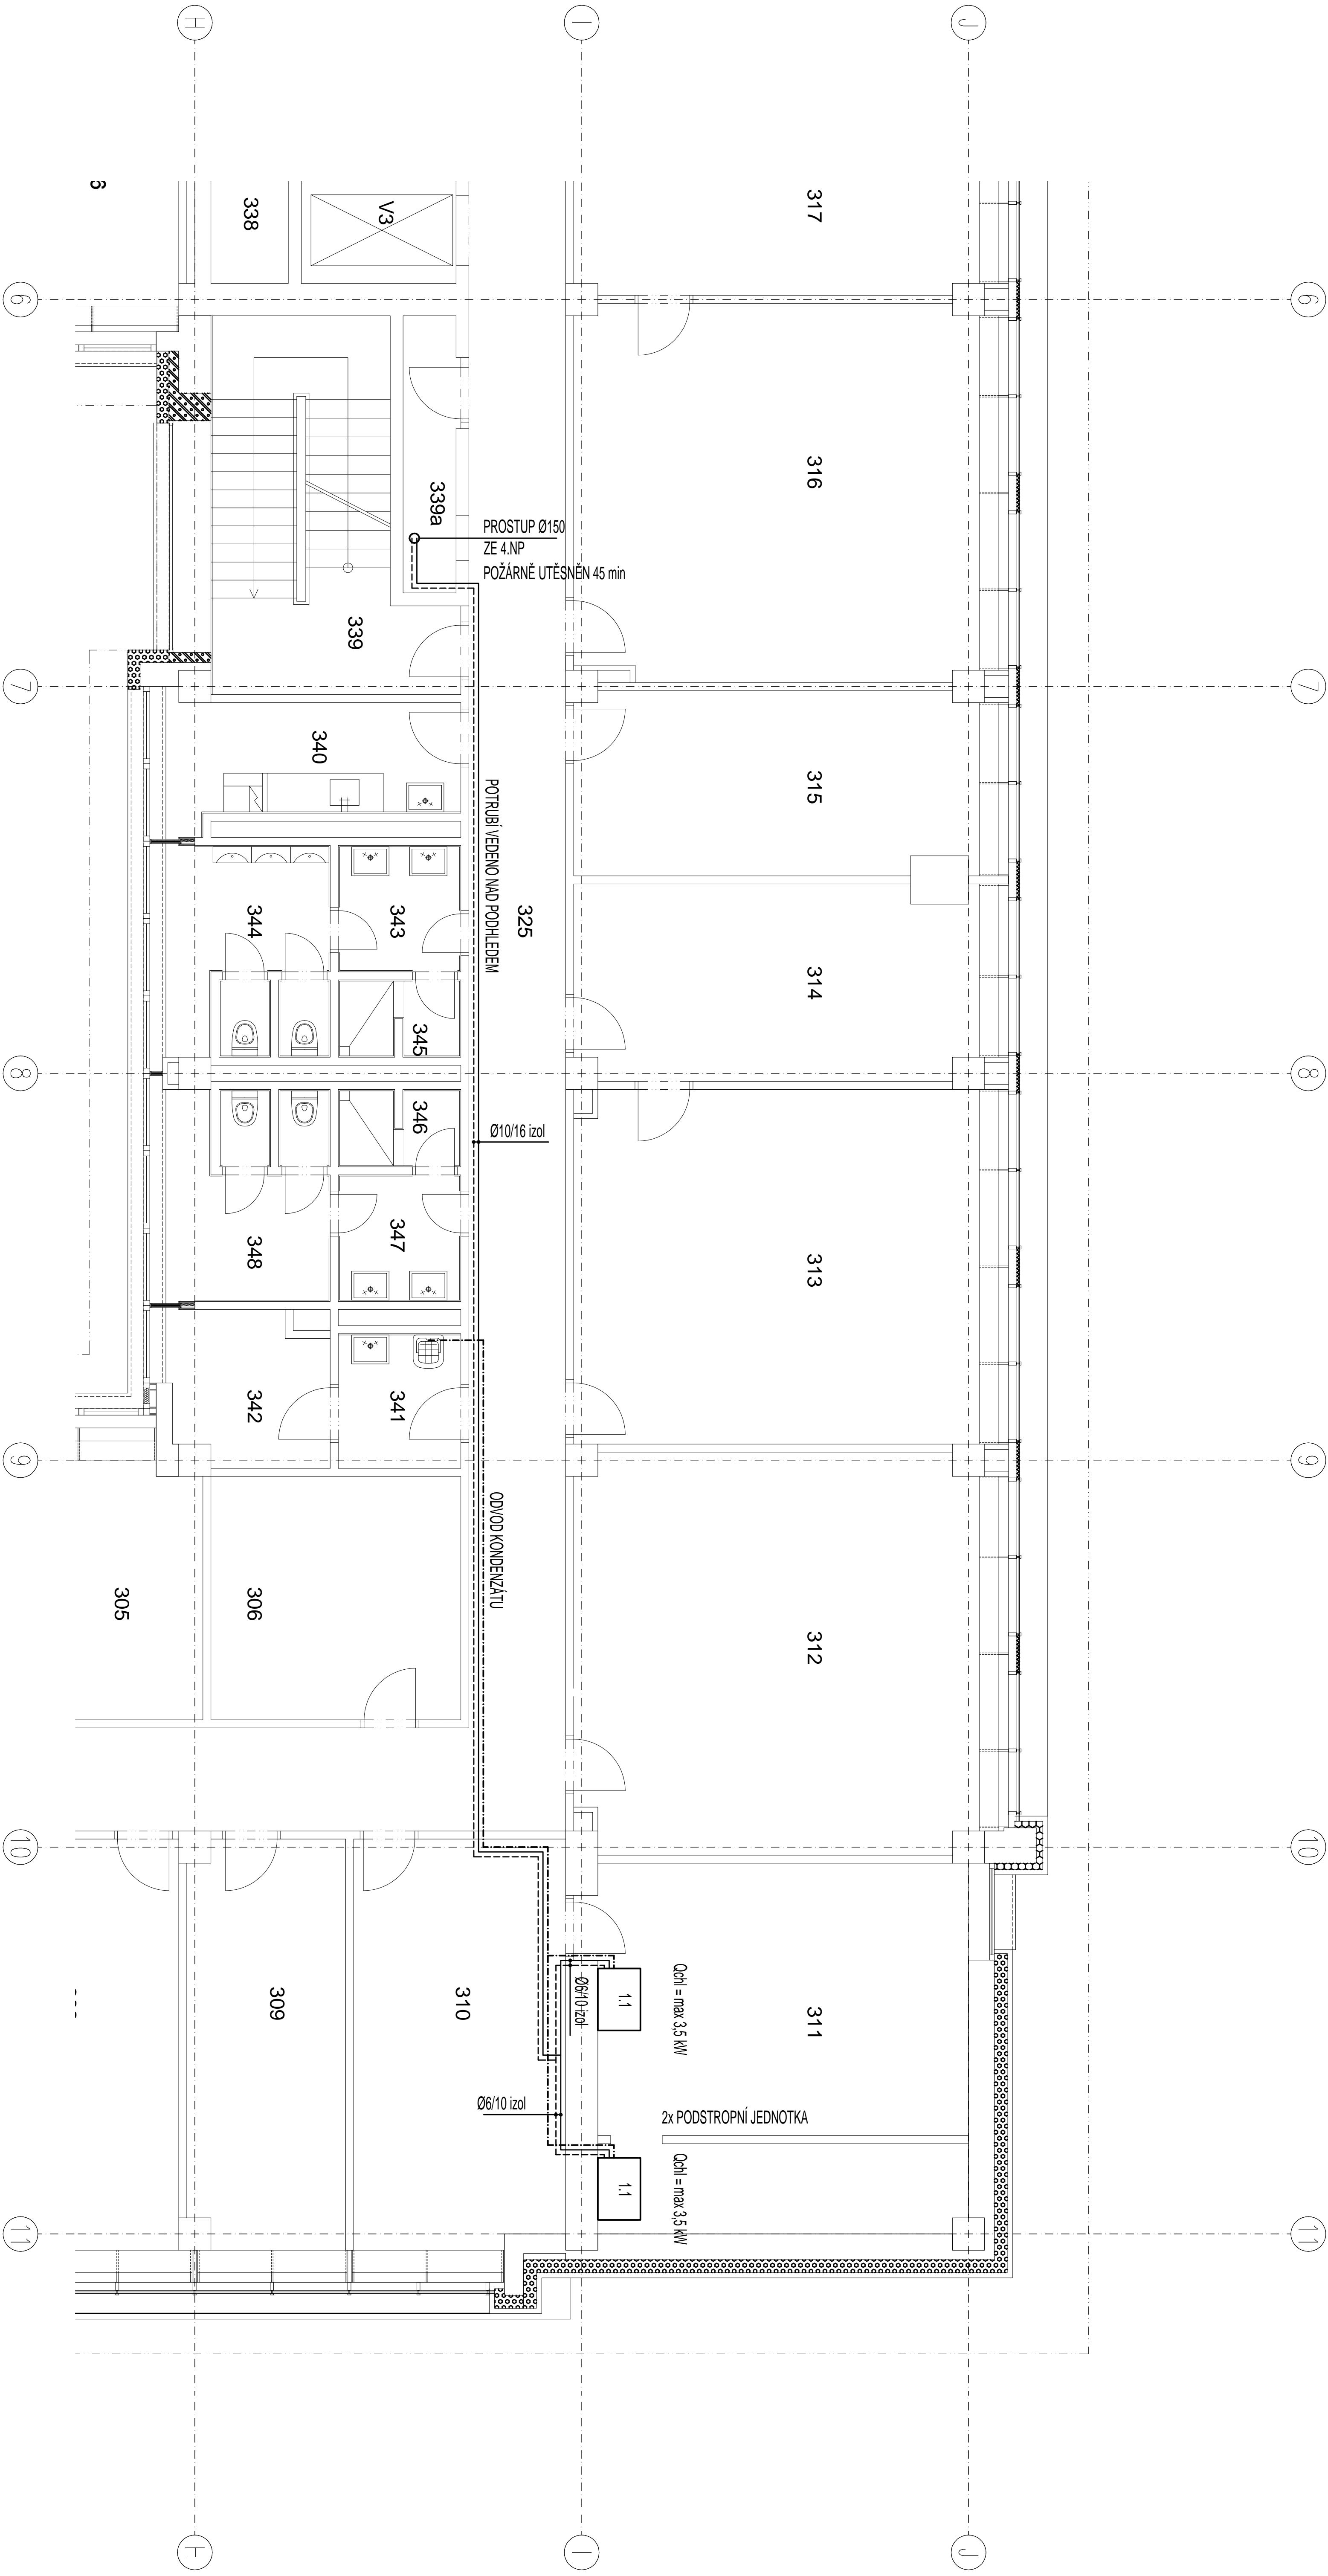 H
I
J
6
6
7
7
8
8
9
9
10
10
11
11
H
I
J
338
V3
317
316
339a
PROSTUP Ø150
ZE 4.NP
POŽÁRNĚ UTĚSNĚN 45 min
339
340
POTRUBÍ VEDENO NAD PODHLEDEM
315
325
344
343
314
345
346
Ø10/16 izol
348
347
313
342
341
ODVOD KONDENZÁTU
305
306
312
309
310
311
Ø6/10 izol
1.1
Qchl = max 3,5 kW
Ø6/10 izol
2x PODSTROPNÍ JEDNOTKA
1.1
Qchl = max 3,5 kW